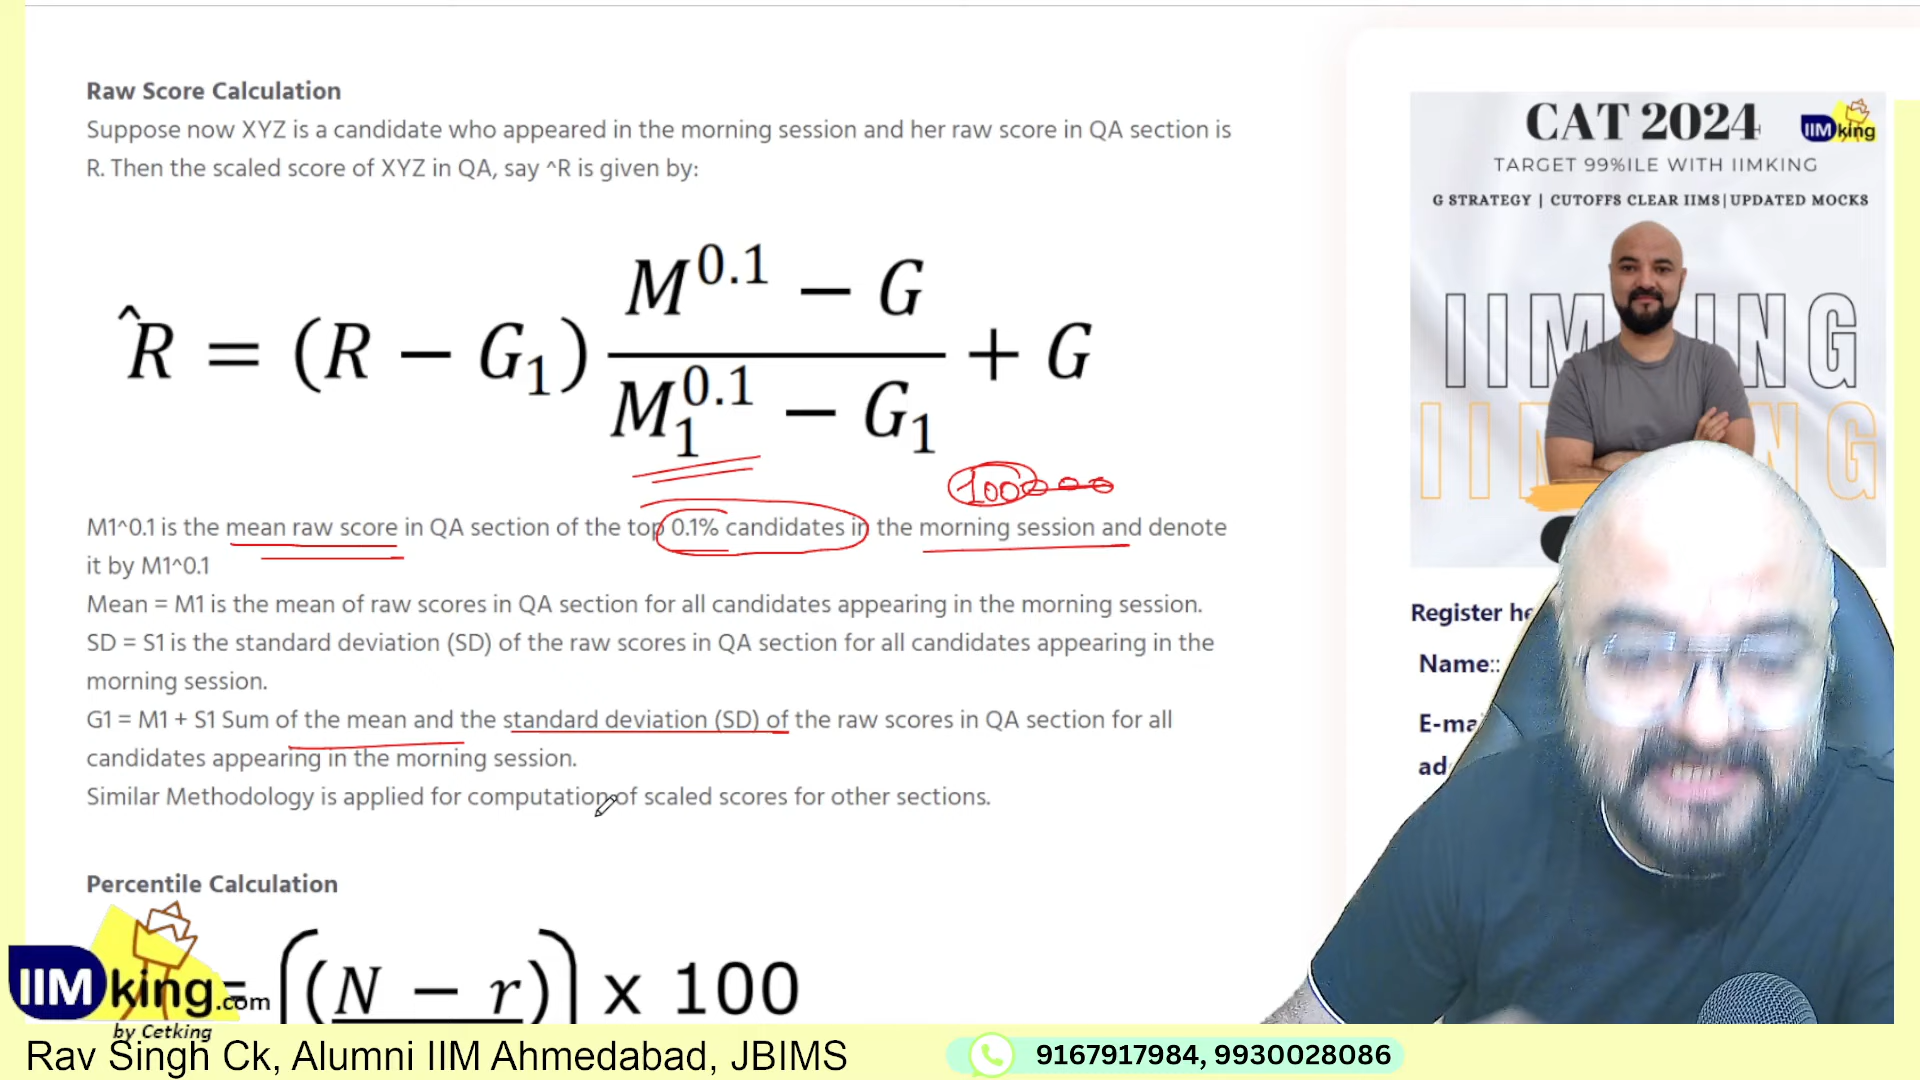 Raw Score Calculation
Suppose now XYZ is a candidate who appeared in the morning session and her raw score in QA section is
R. Then the scaled score of XYZ in QA, say ^R is given by:
^R = (R − G₁) (M^0.1 − G) / (M₁^0.1 − G₁) + G
100000
M1^0.1 is the mean raw score in QA section of the top 0.1% candidates in the morning session and denote
it by M1^0.1
Mean = M1 is the mean of raw scores in QA section for all candidates appearing in the morning session.
SD = S1 is the standard deviation (SD) of the raw scores in QA section for all candidates appearing in the
morning session.
G1 = M1 + S1 Sum of the mean and the standard deviation (SD) of the raw scores in QA section for all
candidates appearing in the morning session.
Similar Methodology is applied for computation of scaled scores for other sections.
Percentile Calculation
= ((N − r)) x 100
IIMking.com
by Cetking
CAT 2024
IIMking
TARGET 99%ILE WITH IIMKING
G STRATEGY | CUTOFFS CLEAR IIMS|UPDATED MOCKS
Register he
Name::
E-ma
ad
Rav Singh Ck, Alumni IIM Ahmedabad, JBIMS
9167917984, 9930028086